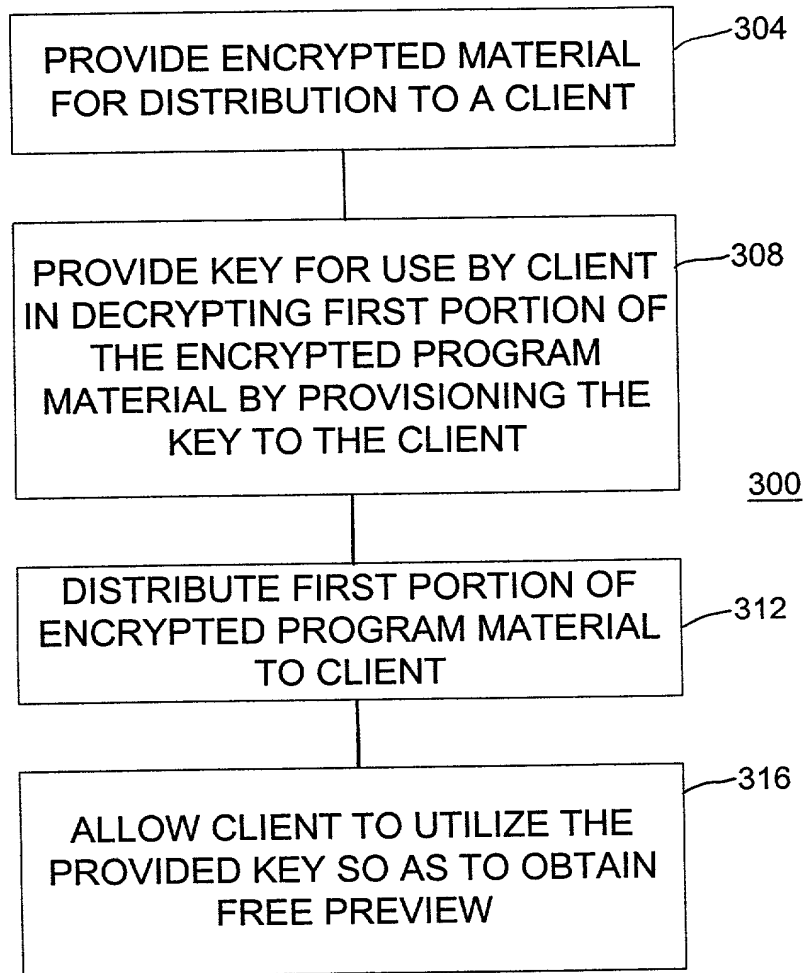 PROVIDE ENCRYPTED MATERIAL
FOR DISTRIBUTION TO A CLIENT
304
PROVIDE KEY FOR USE BY CLIENT
IN DECRYPTING FIRST PORTION OF
THE ENCRYPTED PROGRAM
MATERIAL BY PROVISIONING THE
KEY TO THE CLIENT
308
300
DISTRIBUTE FIRST PORTION OF
ENCRYPTED PROGRAM MATERIAL
TO CLIENT
312
ALLOW CLIENT TO UTILIZE THE
PROVIDED KEY SO AS TO OBTAIN
FREE PREVIEW
316